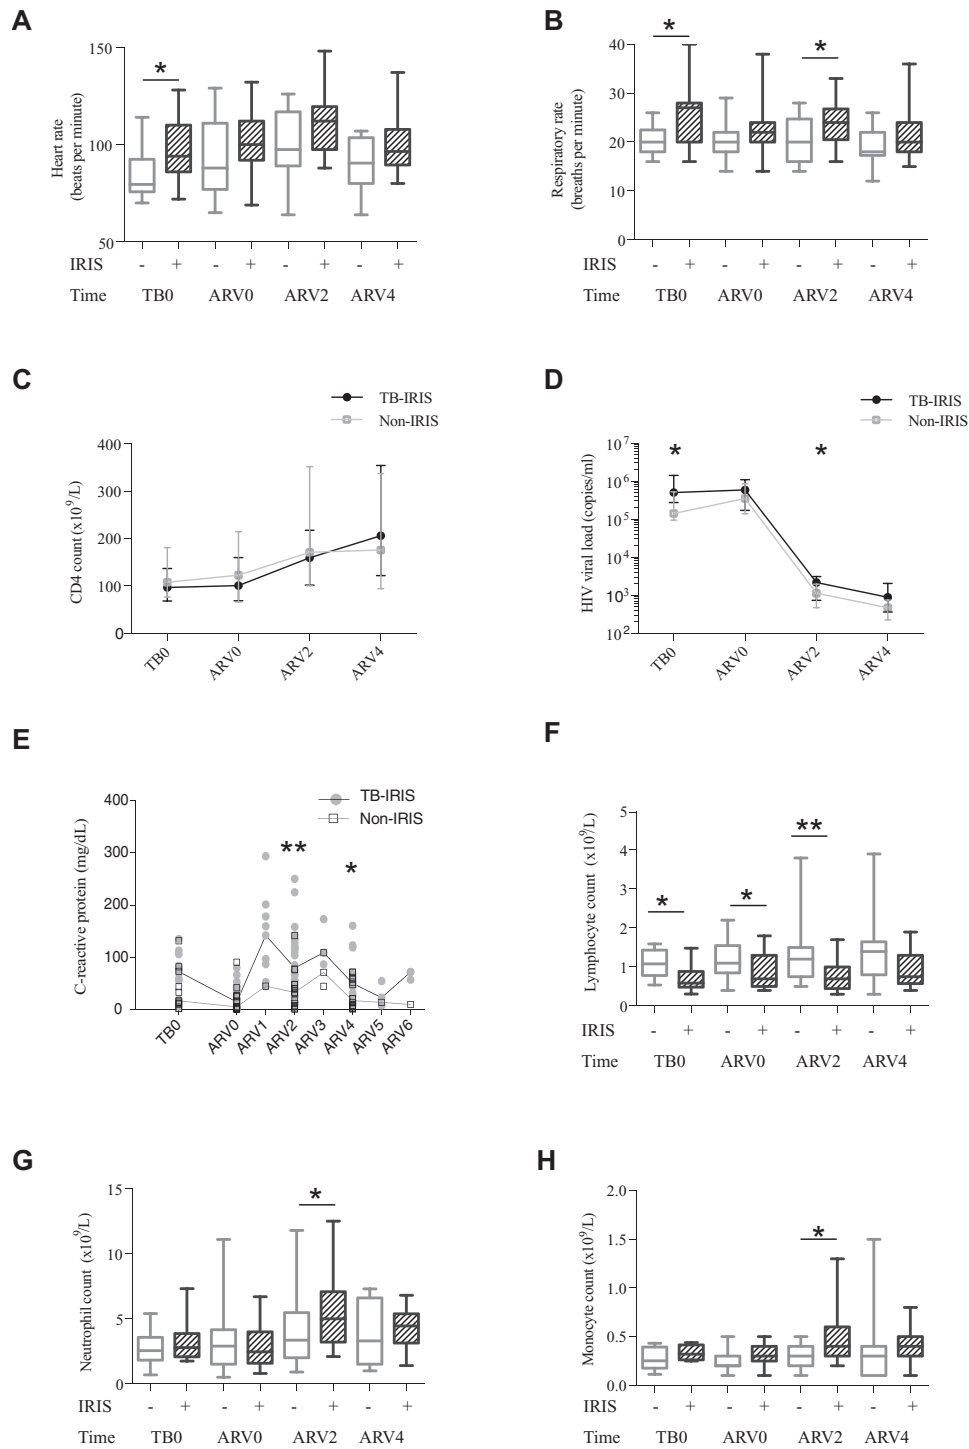 A
150
100
50
Heart rate
(beats per minute)
*
IRIS - + - + - + - +
Time TB0 ARV0 ARV2 ARV4
B
40
30
20
10
0
Respiratory rate
(breaths per minute)
* *
IRIS - + - + - + - +
Time TB0 ARV0 ARV2 ARV4
C
TB-IRIS
Non-IRIS
400
300
200
100
0
CD4 count (x10⁹/L)
TB0 ARV0 ARV2 ARV4
D
TB-IRIS
Non-IRIS
10⁷
10⁶
10⁵
10⁴
10³
10²
HIV viral load (copies/ml)
* *
TB0 ARV0 ARV2 ARV4
E
TB-IRIS
Non-IRIS
400
300
200
100
0
C-reactive protein (mg/dL)
** *
TB0 ARV0 ARV1 ARV2 ARV3 ARV4 ARV5 ARV6
F
5
4
3
2
1
0
Lymphocyte count (x10⁹/L)
* * **
IRIS - + - + - + - +
Time TB0 ARV0 ARV2 ARV4
G
15
10
5
0
Neutrophil count (x10⁹/L)
*
IRIS - + - + - + - +
Time TB0 ARV0 ARV2 ARV4
H
2.0
1.5
1.0
0.5
0.0
Monocyte count (x10⁹/L)
*
IRIS - + - + - + - +
Time TB0 ARV0 ARV2 ARV4